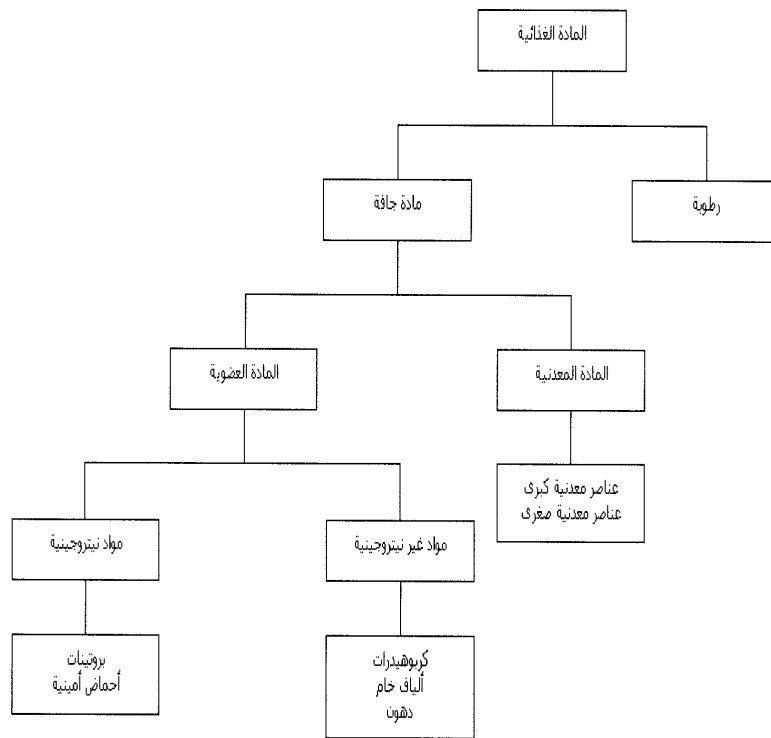 المادة الغذائية
رطوبة
مادة جافة
المادة المعدنية
المادة العضوية
عناصر معدنية كبرى
عناصر معدنية صغرى
مواد غير نيتروجينية
مواد نيتروجينية
كربوهيدرات
ألياف خام
دهون
بروتينات
أحماض أمينية